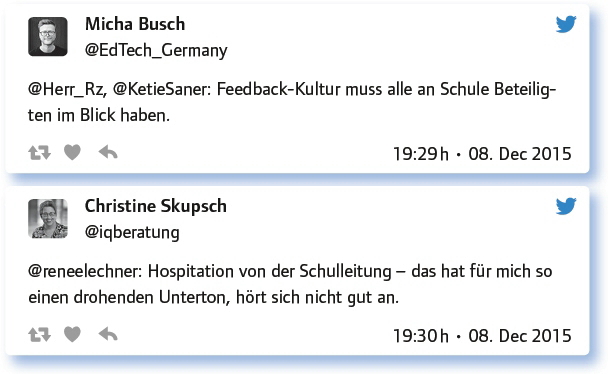 Micha Busch
@EdTech_Germany
@Herr_Rz, @KetieSaner: Feedback-Kultur muss alle an Schule Beteilig-
ten im Blick haben.
19:29 h · 08. Dec 2015
Christine Skupsch
@iqberatung
@reneelechner: Hospitation von der Schulleitung – das hat für mich so
einen drohenden Unterton, hört sich nicht gut an.
19:30 h · 08. Dec 2015